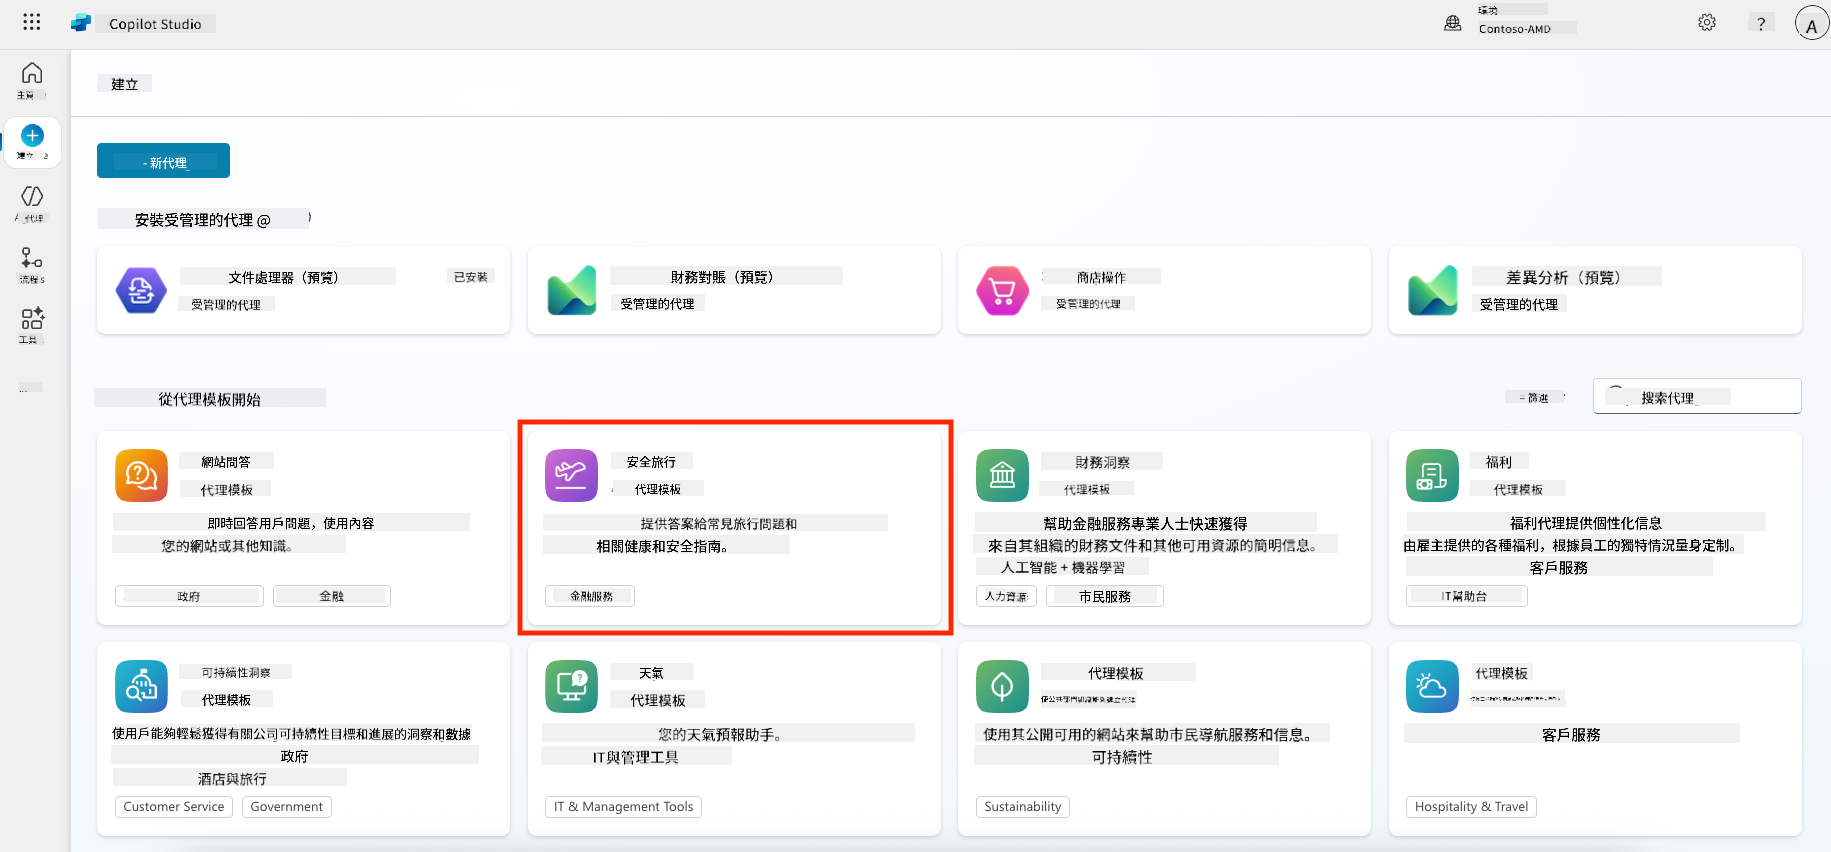 Copilot Studio
環境
Contoso-AMD
?
A
主頁
建立
建立
- 新代理
代理
流程 s
工具
安裝受管理的代理 @
文件處理器（預覽）
已安裝
受管理的代理
財務對賬（預覽）
受管理的代理
商店操作
受管理的代理
差異分析（預覽）
受管理的代理
從代理模板開始
篩選
搜索代理
網站問答
代理模板
即時回答用戶問題，使用內容
您的網站或其他知識。
政府
金融
安全旅行
代理模板
提供答案給常見旅行問題和
相關健康和安全指南。
金融服務
財務洞察
代理模板
幫助金融服務專業人士快速獲得
來自其組織的財務文件和其他可用資源的簡明信息。
人工智能 + 機器學習
人力資源
市民服務
福利
代理模板
福利代理提供個性化信息
由雇主提供的各種福利，根據員工的獨特情況量身定制。
客戶服務
IT幫助台
可持續性洞察
代理模板
使用戶能夠輕鬆獲得有關公司可持續性目標和進展的洞察和數據
政府
酒店與旅行
Customer Service
Government
天氣
代理模板
您的天氣預報助手。
IT與管理工具
IT & Management Tools
代理模板
使用其公開可用的網站來幫助市民導航服務和信息。
可持續性
Sustainability
代理模板
客戶服務
Hospitality & Travel